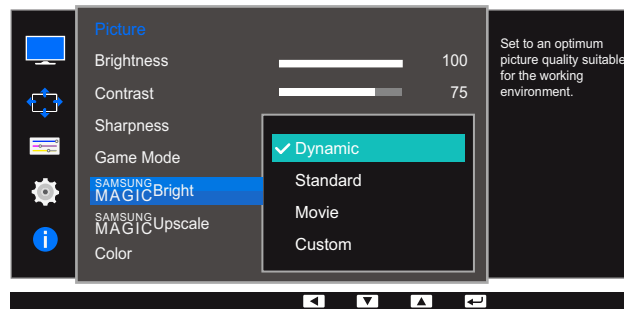 Picture
Brightness 100
Contrast 75
Sharpness
Game Mode
SAMSUNG
MAGICBright
SAMSUNG
MAGICUpscale
Color
Dynamic
Standard
Movie
Custom
Set to an optimum
picture quality suitable
for the working
environment.
i